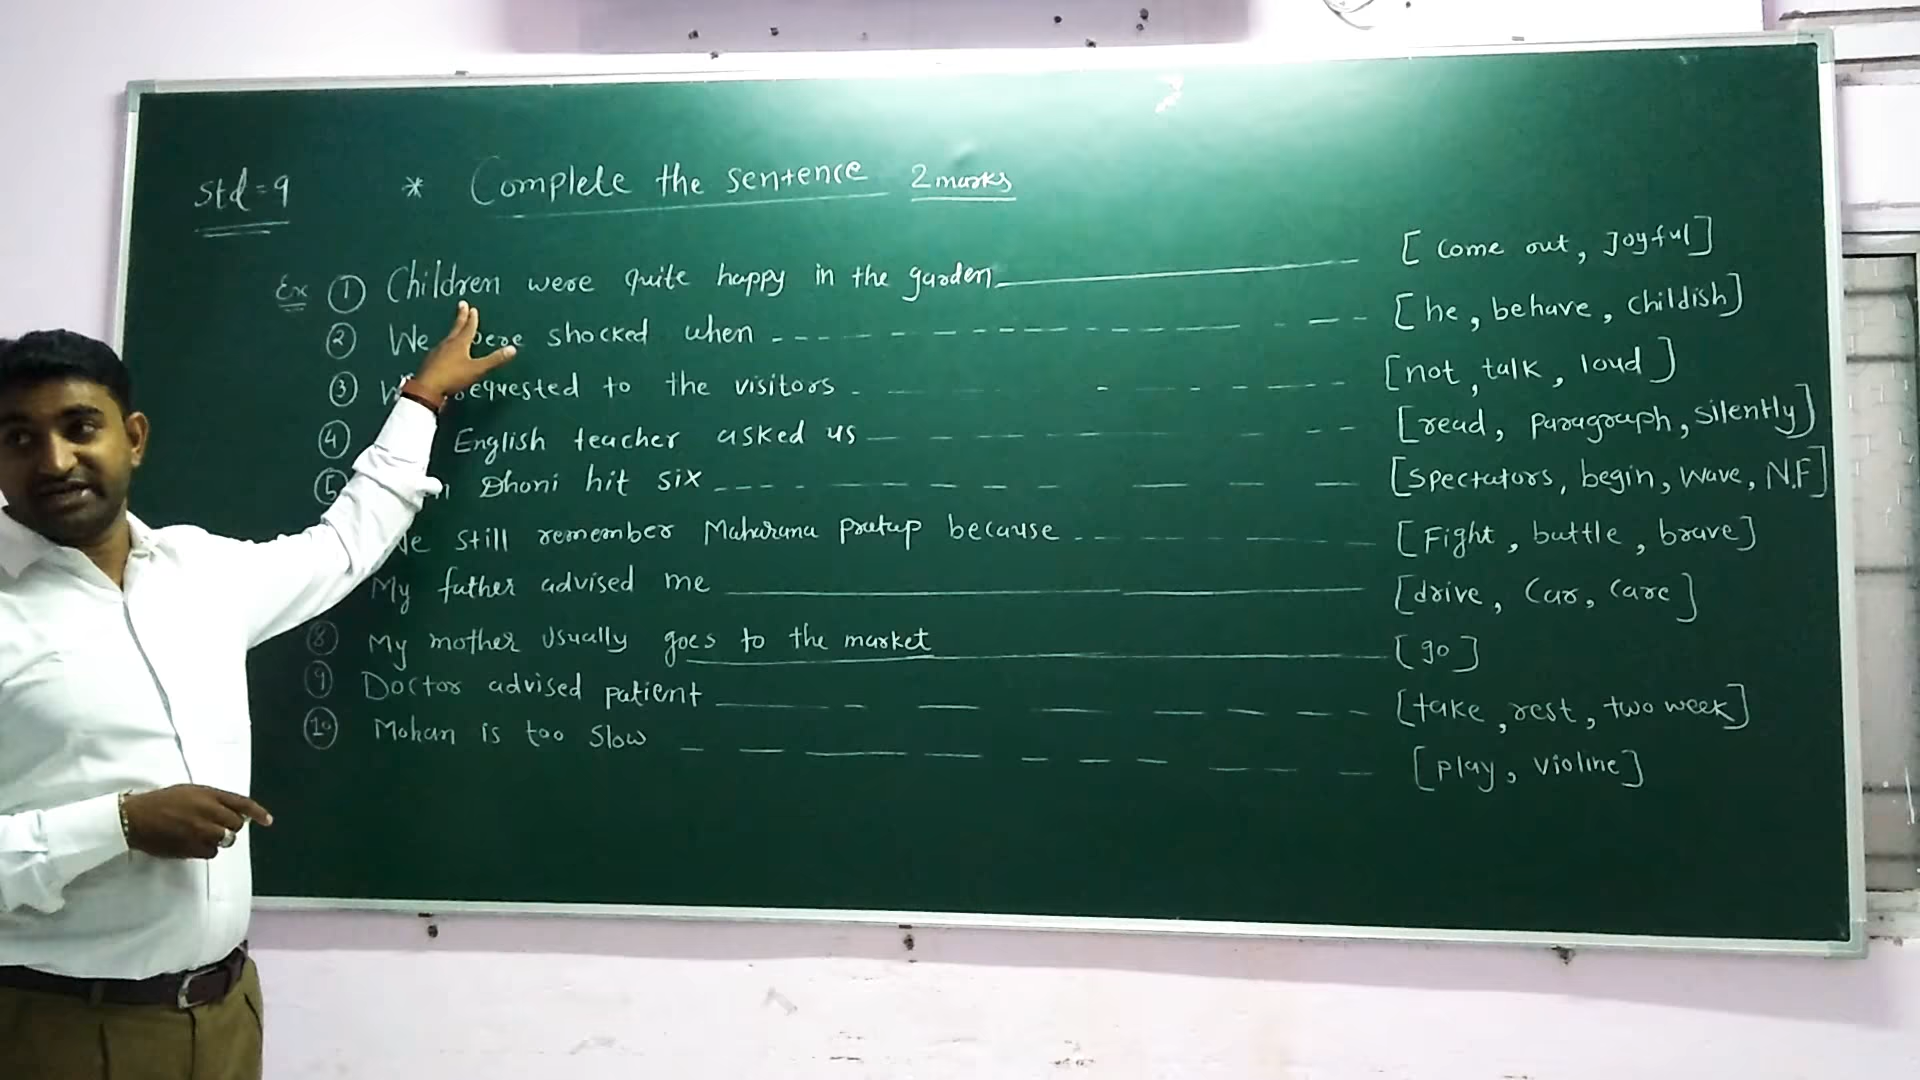 Std=9 * Complete the sentence 2 marks
Ex ① Children were quite happy in the garden [come out, Joyful]
② We were shocked when [he, behave, childish]
③ requested to the visitors [not, talk, loud]
④ English teacher asked us [read, paragraph, silently]
⑤ Dhoni hit six [spectators, begin, wave, N.F]
We still remember Maharana pratap because [Fight, battle, brave]
My father advised me [drive, Car, care]
⑧ My mother usually goes to the market [go]
⑨ Doctor advised patient [take, rest, two week]
⑩ Mohan is too slow [play, violine]